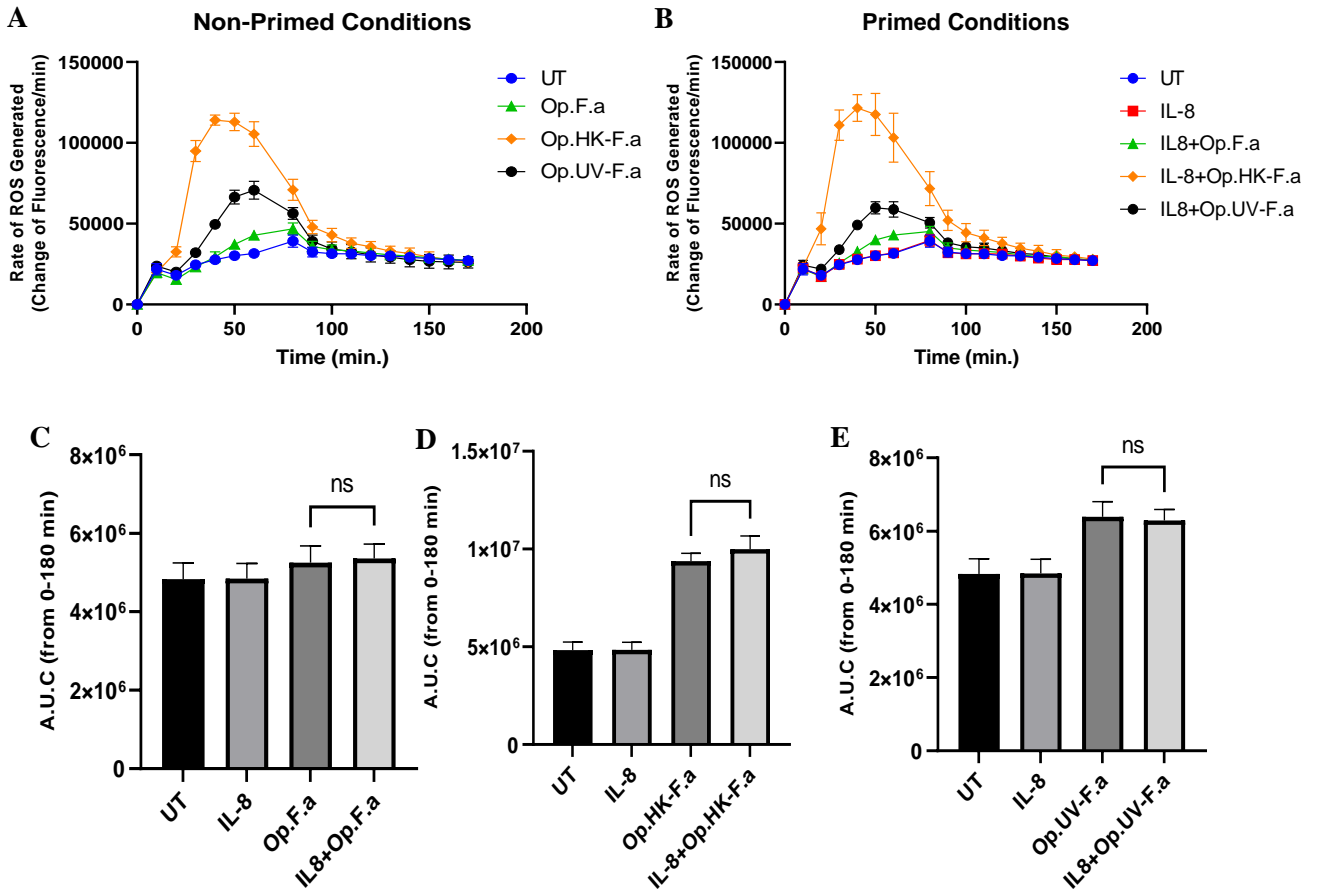 A
Non-Primed Conditions
Rate of ROS Generated
(Change of Fluorescence/min)
150000
100000
50000
0
0
50
100
150
200
Time (min.)
UT
Op.F.a
Op.HK-F.a
Op.UV-F.a
B
Primed Conditions
Rate of ROS Generated
(Change of Fluorescence/min)
150000
100000
50000
0
0
50
100
150
200
Time (min.)
UT
IL-8
IL8+Op.F.a
IL-8+Op.HK-F.a
IL8+Op.UV-F.a
C
A.U.C (from 0-180 min)
8×10⁶
6×10⁶
4×10⁶
2×10⁶
0
ns
UT
IL-8
Op.F.a
IL8+Op.F.a
D
A.U.C (from 0-180 min)
1.5×10⁷
1×10⁷
5×10⁶
0
ns
UT
IL-8
Op.HK-F.a
IL-8+Op.HK-F.a
E
A.U.C (from 0-180 min)
8×10⁶
6×10⁶
4×10⁶
2×10⁶
0
ns
UT
IL-8
Op.UV-F.a
IL8+Op.UV-F.a